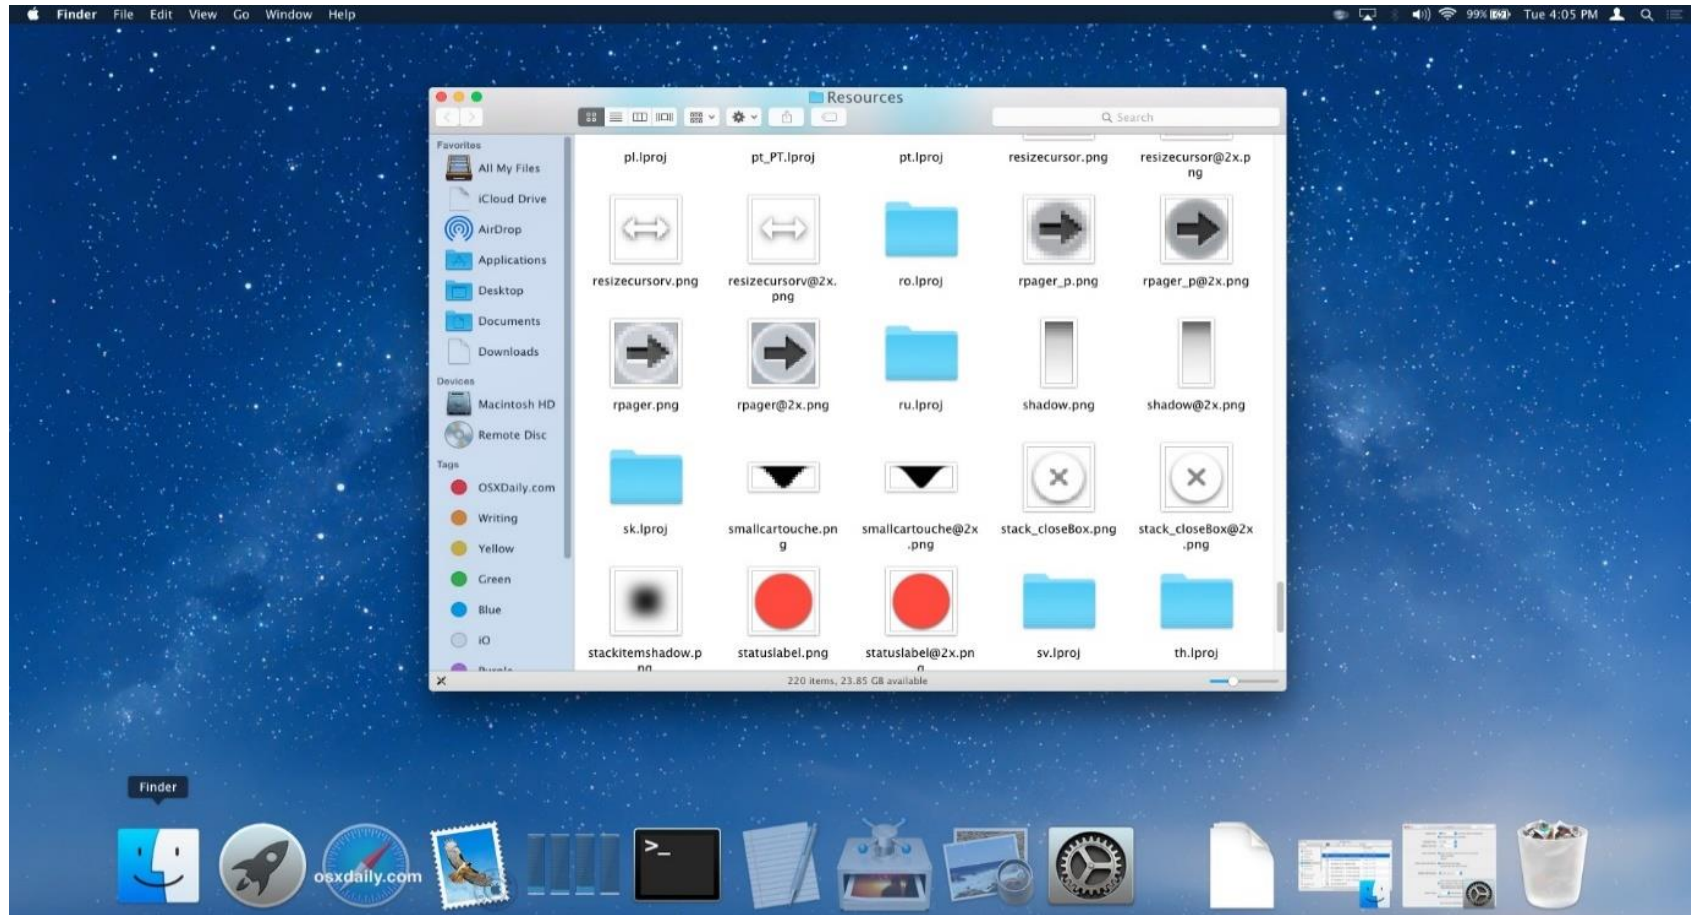 Finder File Edit View Go Window Help
99% Tue 4:05 PM
Resources
Search
Favorites
All My Files
iCloud Drive
AirDrop
Applications
Desktop
Documents
Downloads
Devices
Macintosh HD
Remote Disc
Tags
OSXDaily.com
Writing
Yellow
Green
Blue
iO
Purple
pl.lproj
pt_PT.lproj
pt.lproj
resizecursor.png
resizecursor@2x.p
ng
resizecursorv.png
resizecursorv@2x.
png
ro.lproj
rpager_p.png
rpager_p@2x.png
rpager.png
rpager@2x.png
ru.lproj
shadow.png
shadow@2x.png
sk.lproj
smallcartouche.pn
g
smallcartouche@2x
.png
stack_closeBox.png
stack_closeBox@2x
.png
stackitemshadow.p
ng
statuslabel.png
statuslabel@2x.pn
g
sv.lproj
th.lproj
220 items, 23.85 GB available
Finder
osxdaily.com
>_